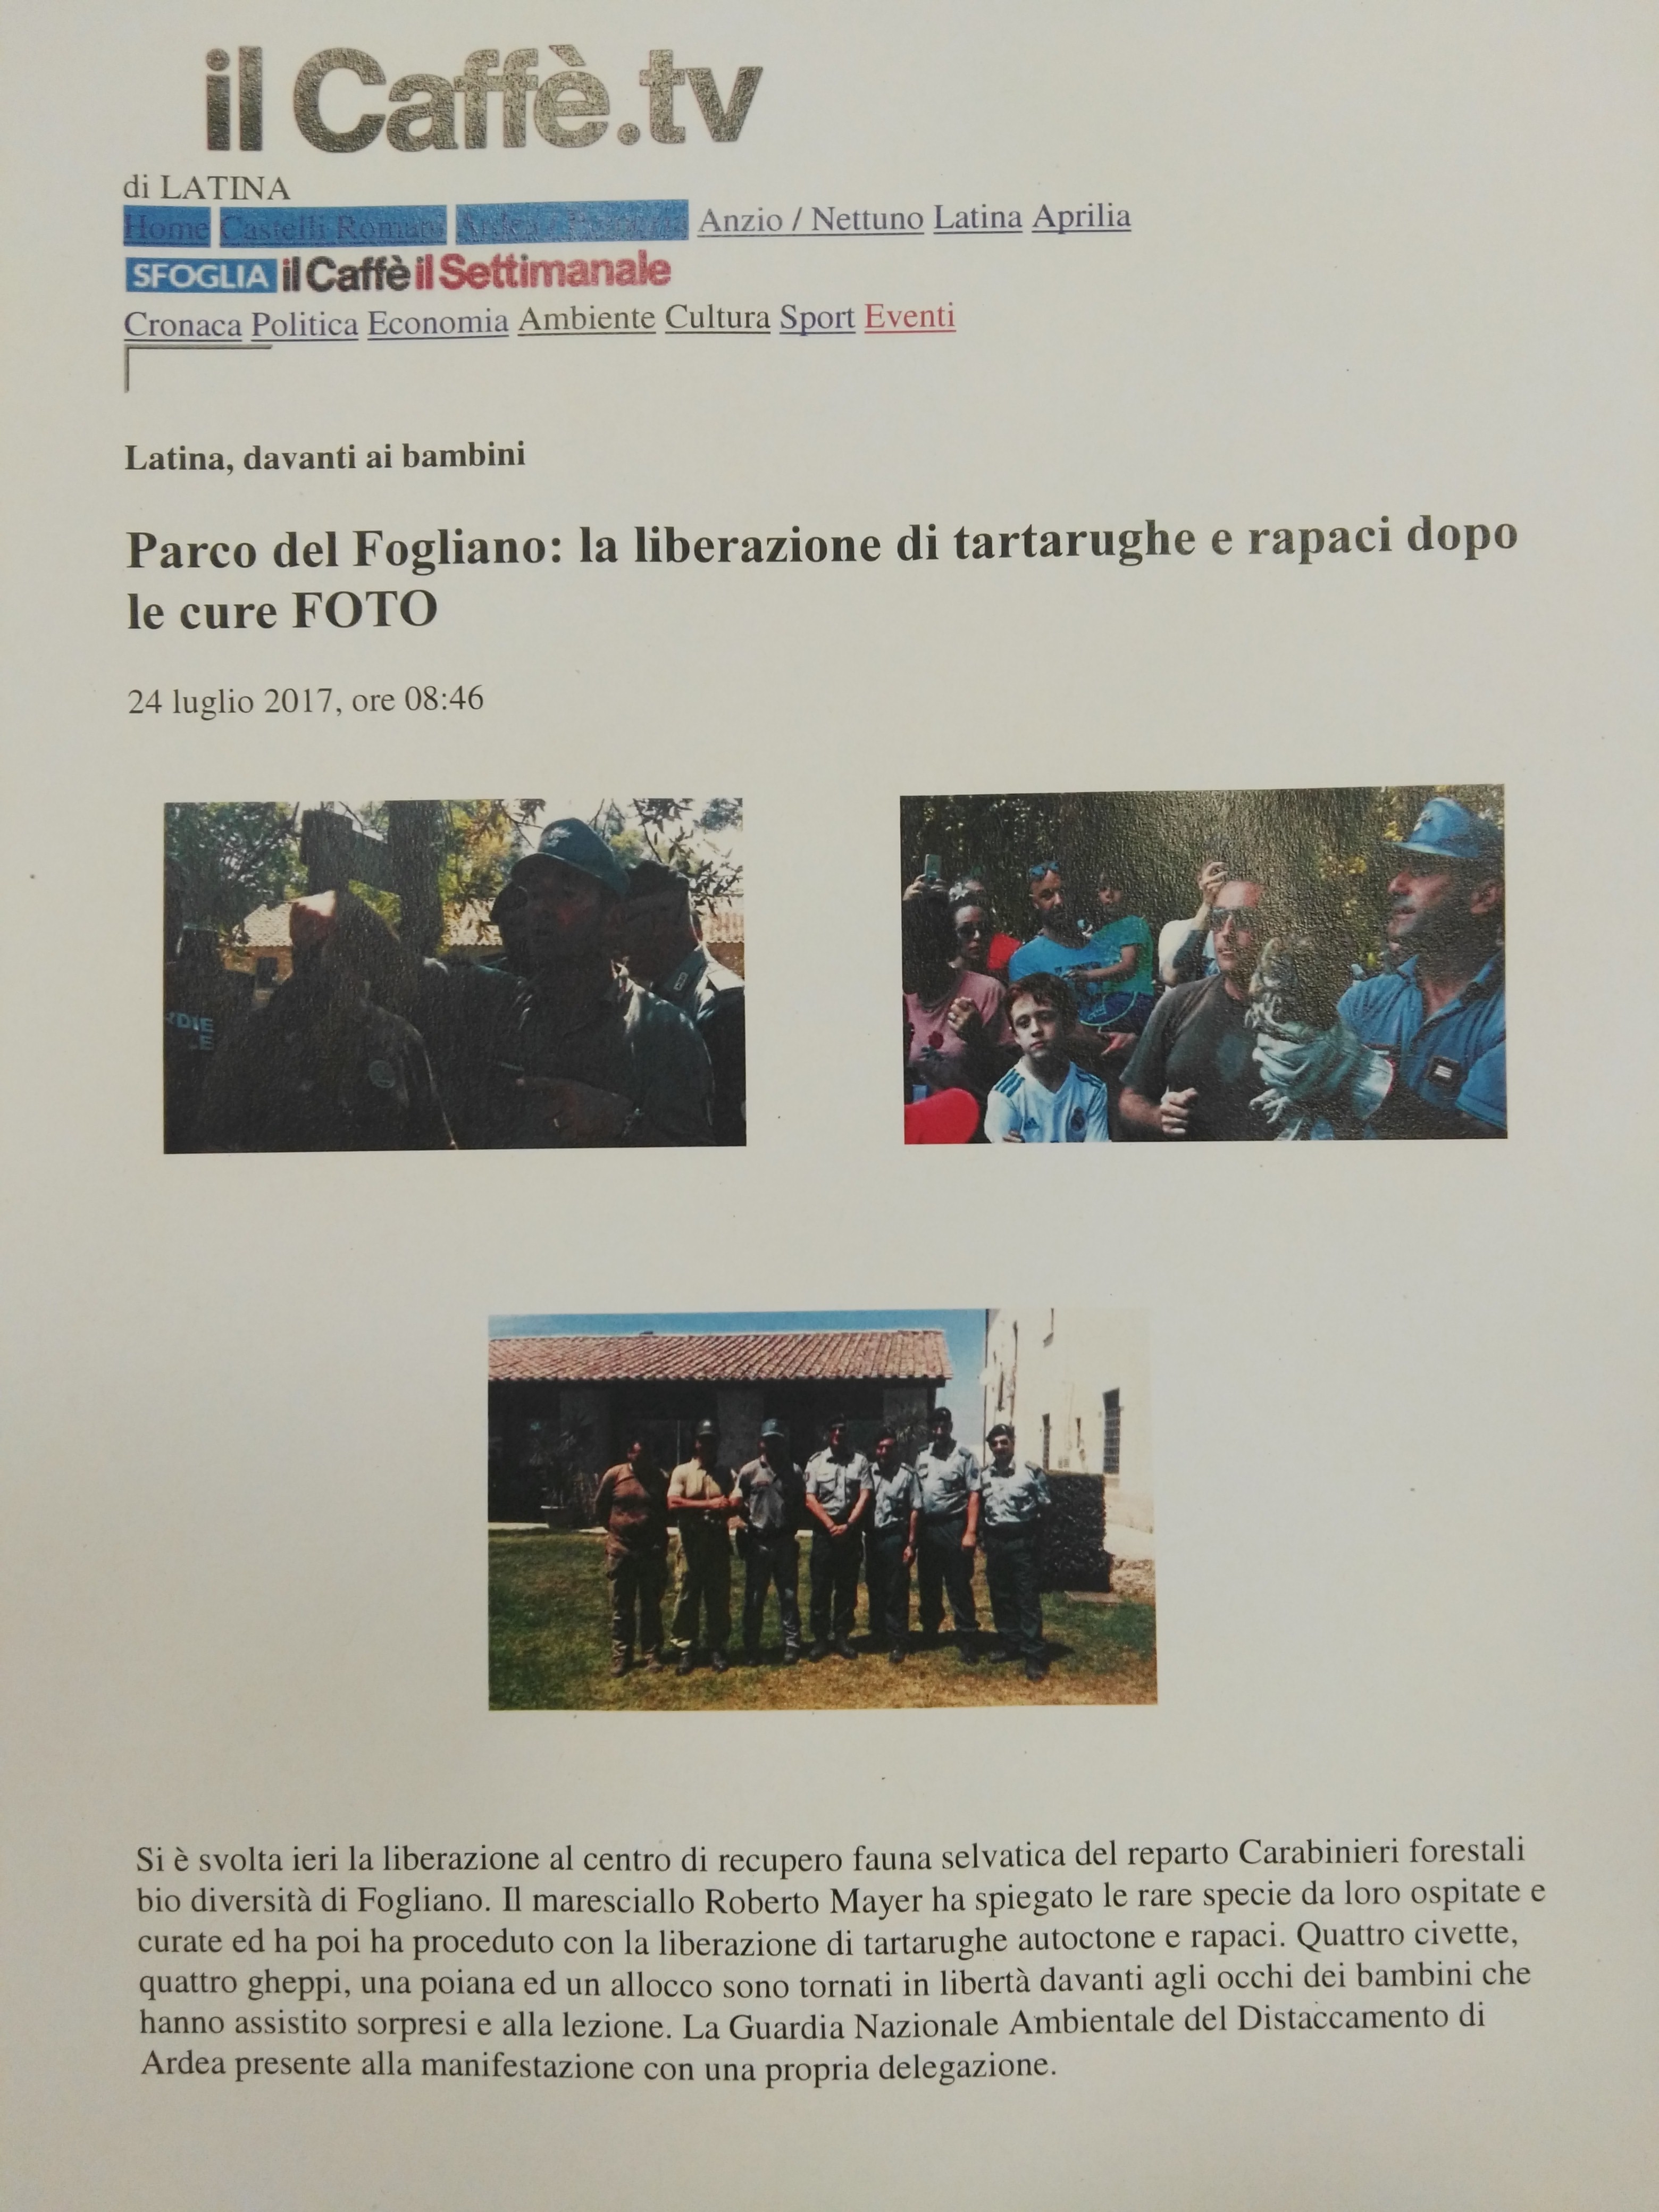 il Caffè.tv
di LATINA
Home Castelli Romani Ardea / Pomezia Anzio / Nettuno Latina Aprilia
SFOGLIA il Caffè il Settimanale
Cronaca Politica Economia Ambiente Cultura Sport Eventi
Latina, davanti ai bambini
Parco del Fogliano: la liberazione di tartarughe e rapaci dopo
le cure FOTO
24 luglio 2017, ore 08:46
Si è svolta ieri la liberazione al centro di recupero fauna selvatica del reparto Carabinieri forestali
bio diversità di Fogliano. Il maresciallo Roberto Mayer ha spiegato le rare specie da loro ospitate e
curate ed ha poi ha proceduto con la liberazione di tartarughe autoctone e rapaci. Quattro civette,
quattro gheppi, una poiana ed un allocco sono tornati in libertà davanti agli occhi dei bambini che
hanno assistito sorpresi e alla lezione. La Guardia Nazionale Ambientale del Distaccamento di
Ardea presente alla manifestazione con una propria delegazione.